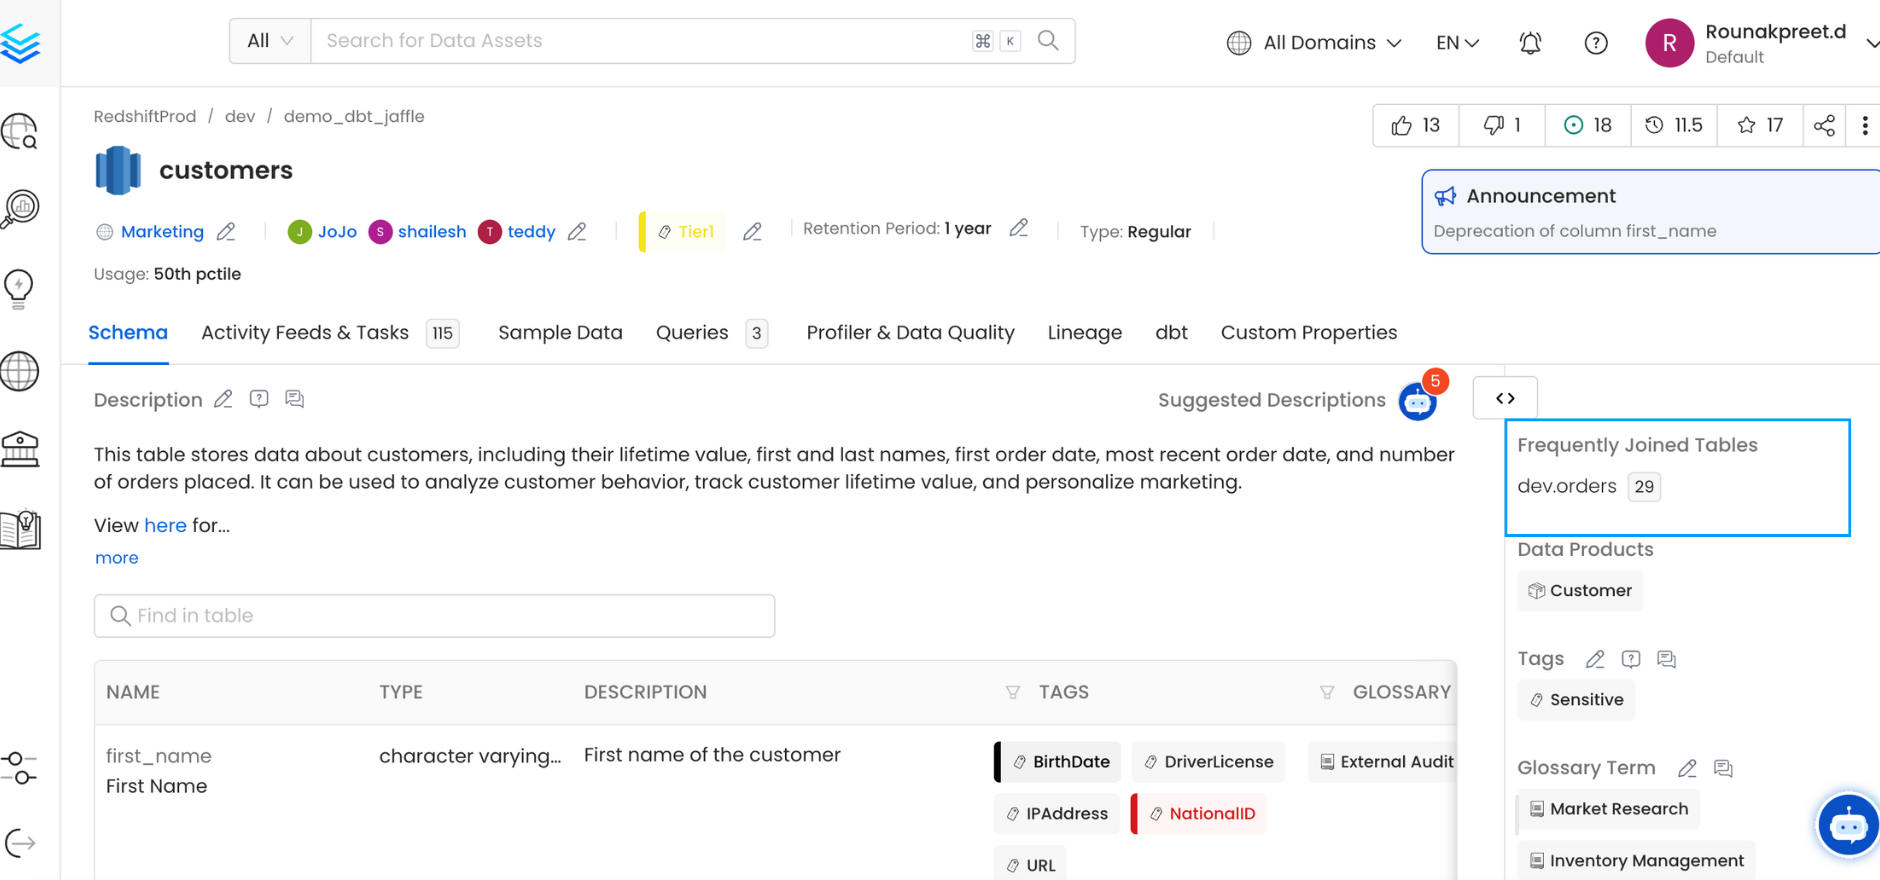 All Search for Data Assets ⌘ K All Domains EN R Rounakpreet.d
Default
RedshiftProd / dev / demo_dbt_jaffle
13 1 18 11.5 17
customers
Announcement
Deprecation of column first_name
Marketing J JoJo S shailesh T teddy Tier1 Retention Period: 1 year Type: Regular
Usage: 50th pctile
Schema Activity Feeds & Tasks 115 Sample Data Queries 3 Profiler & Data Quality Lineage dbt Custom Properties
Description Suggested Descriptions 5
This table stores data about customers, including their lifetime value, first and last names, first order date, most recent order date, and number
of orders placed. It can be used to analyze customer behavior, track customer lifetime value, and personalize marketing.
View here for...
more
Find in table
NAME TYPE DESCRIPTION TAGS GLOSSARY
first_name character varying... First name of the customer BirthDate DriverLicense External Audit
First Name
IPAddress NationalID
URL
Frequently Joined Tables
dev.orders 29
Data Products
Customer
Tags
Sensitive
Glossary Term
Market Research
Inventory Management